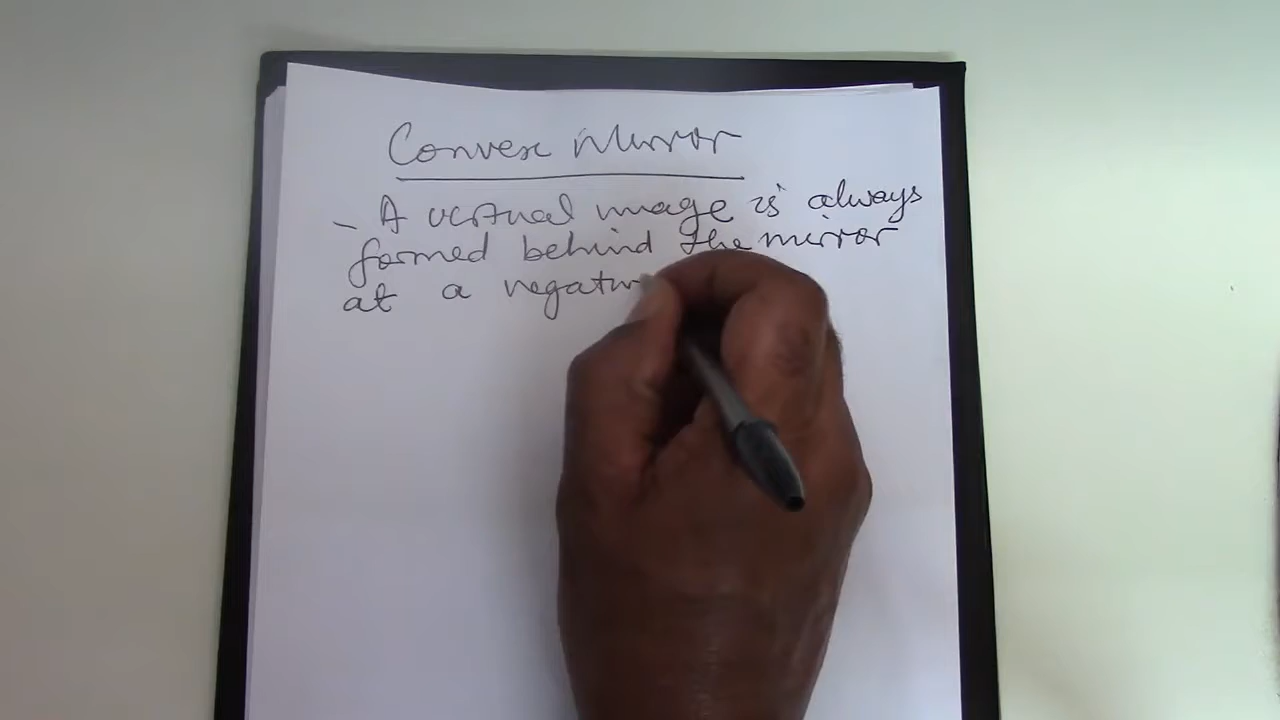 Convex Mirror
- A virtual image is always
formed behind the mirror
at a negativ